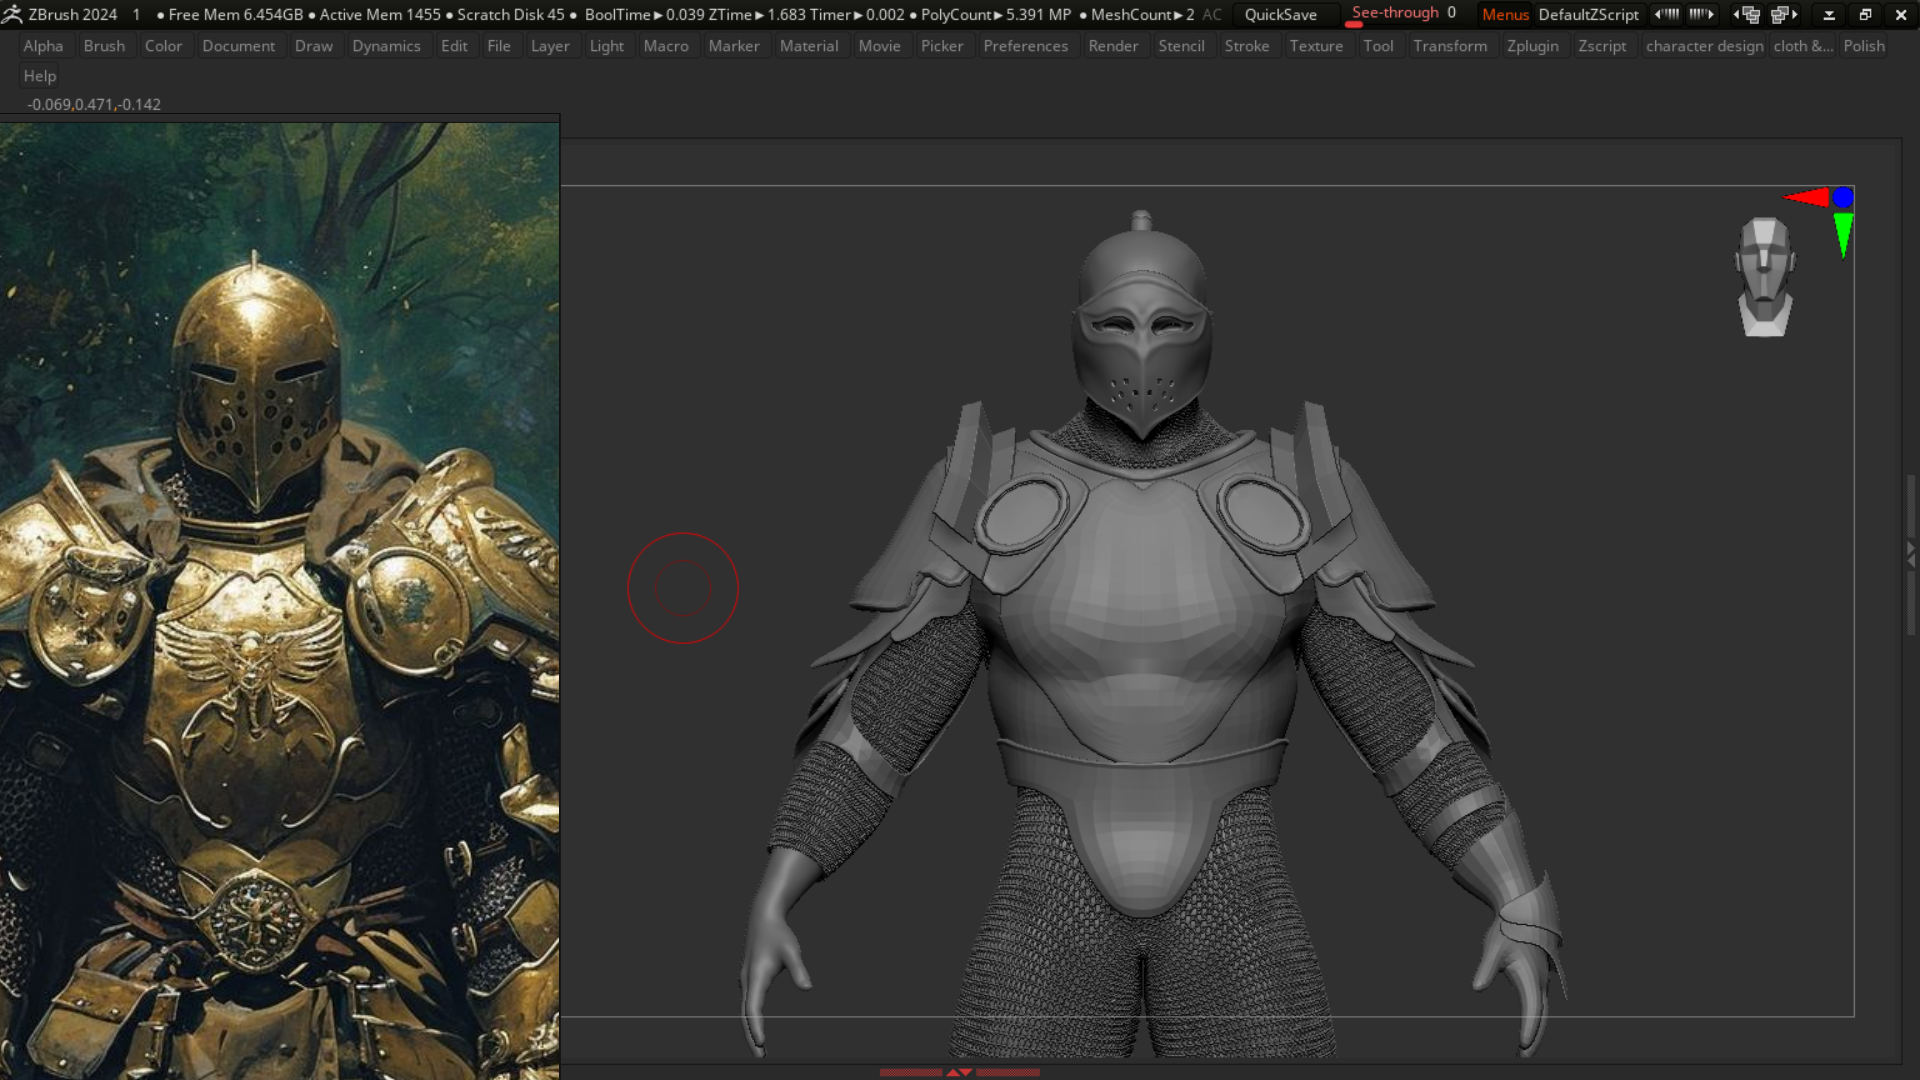 ZBrush 2024 1 ● Free Mem 6.454GB ● Active Mem 1455 ● Scratch Disk 45 ● BoolTime►0.039 ZTime►1.683 Timer►0.002 ● PolyCount►5.391 MP ● MeshCount►2 AC QuickSave See-through 0 Menus DefaultZScript
Alpha Brush Color Document Draw Dynamics Edit File Layer Light Macro Marker Material Movie Picker Preferences Render Stencil Stroke Texture Tool Transform Zplugin Zscript character design cloth &... Polish
Help
-0.069,0.471,-0.142